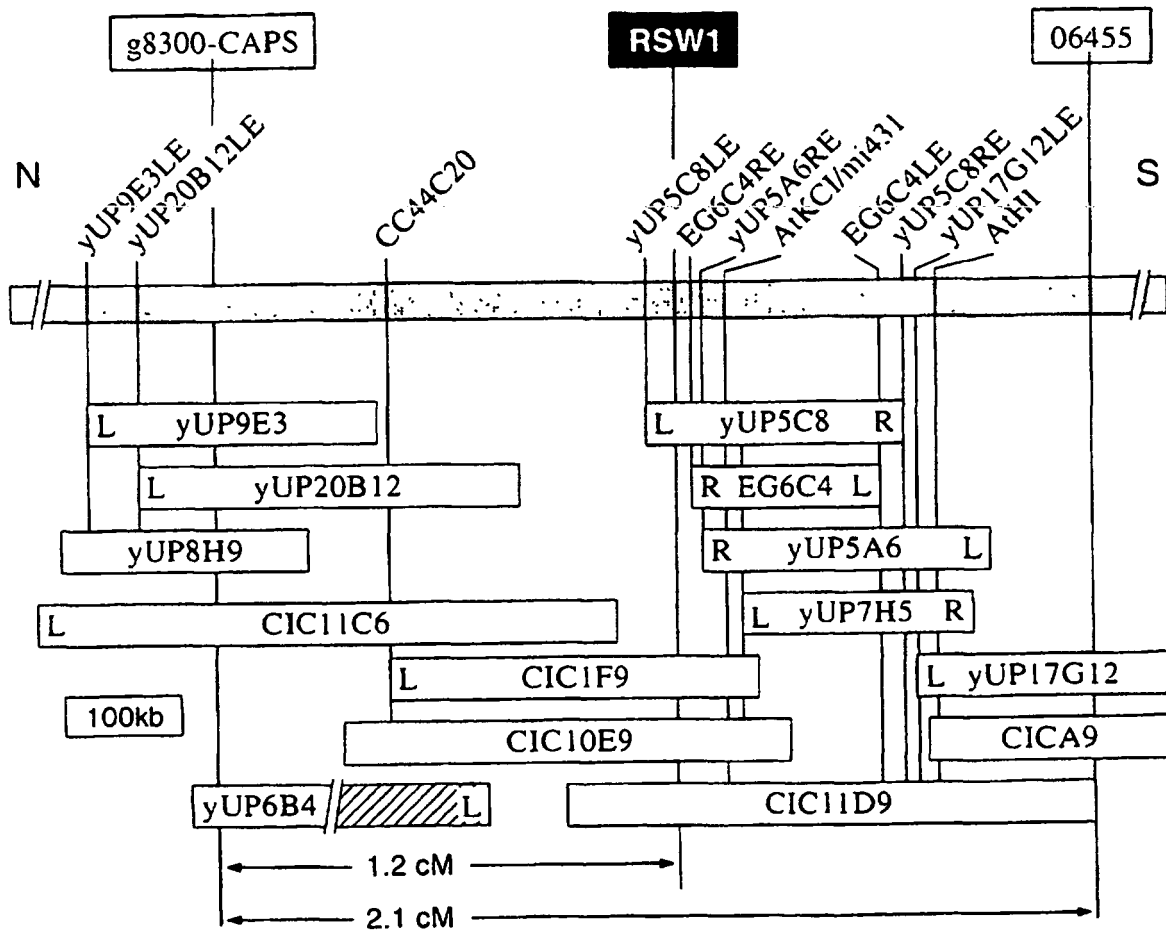 g8300-CAPS
RSW1
06455
N
S
yUP9E3LE
yUP20B12LE
CC44C20
yUP5C8LE
EG6C4RE
yUP5A6RE
AtKCI/mi431
EG6C4LE
yUP5C8RE
yUP17G12LE
AtHI
L yUP9E3
L yUP5C8 R
L yUP20B12
R EG6C4 L
yUP8H9
R yUP5A6 L
L CIC11C6
L yUP7H5 R
L CIC1F9
L yUP17G12
100kb
CIC10E9
CICA9
yUP6B4 L
CIC11D9
1.2 cM
2.1 cM